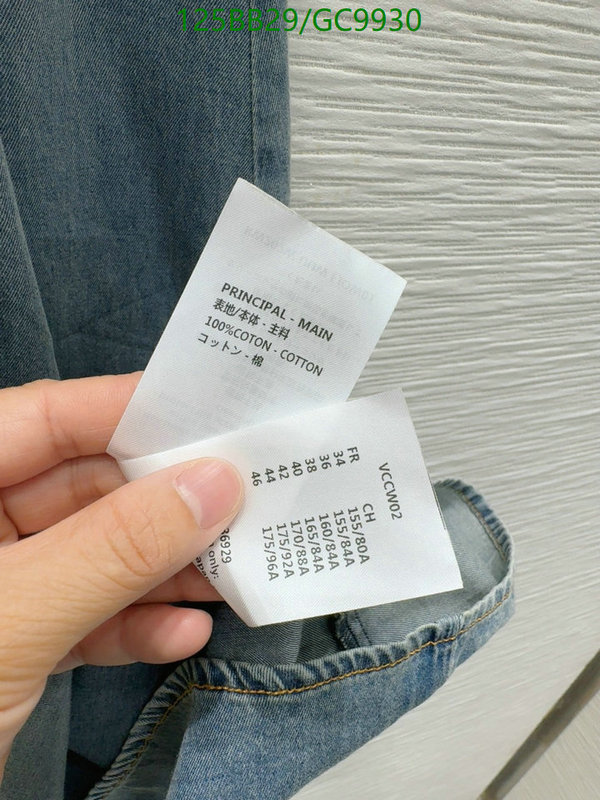 125BB29/GC9930
PRINCIPAL - MAIN
表地/本体 - 主料
100%COTON - COTTON
コットン - 棉
VCCW02
FR CH
34 155/80A
36 155/84A
38 160/84A
40 165/84A
42 170/88A
44 175/92A
46 175/96A
36929
only: